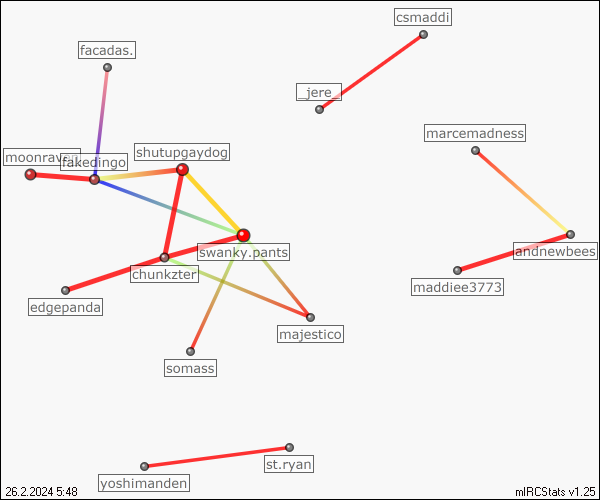 csmaddi
facadas.
_jere_
marcemadness
shutupgaydog
moonraven
fakedingo
swanky.pants
andnewbees
chunkzter
maddiee3773
edgepanda
majestico
somass
st.ryan
yoshimanden
26.2.2024 5:48
mIRCStats v1.25